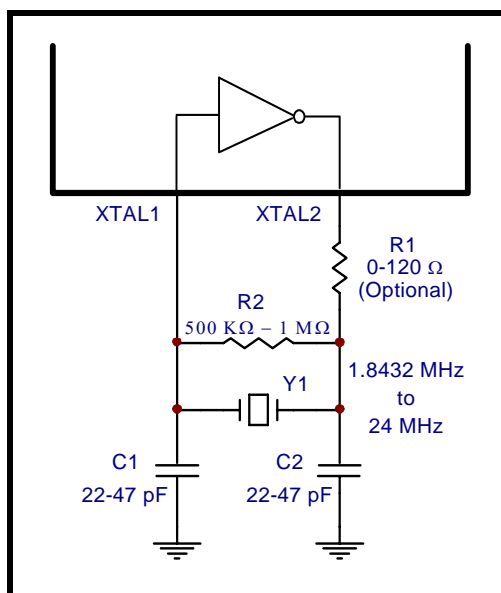 XTAL1
XTAL2
R1
0-120 Ω
(Optional)
R2
500 KΩ – 1 MΩ
Y1
1.8432 MHz
to
24 MHz
C1
22-47 pF
C2
22-47 pF